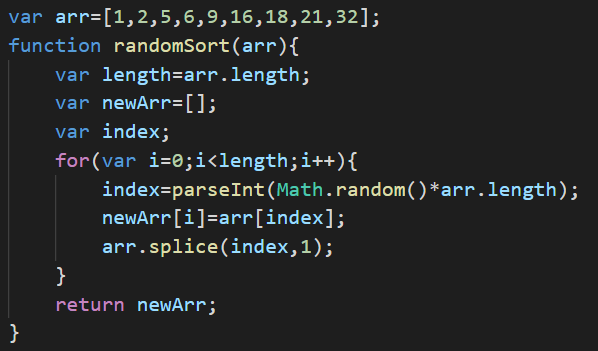 var arr=[1,2,5,6,9,16,18,21,32];
function randomSort(arr){
    var length=arr.length;
    var newArr=[];
    var index;
    for(var i=0;i<length;i++){
        index=parseInt(Math.random()*arr.length);
        newArr[i]=arr[index];
        arr.splice(index,1);
    }
    return newArr;
}